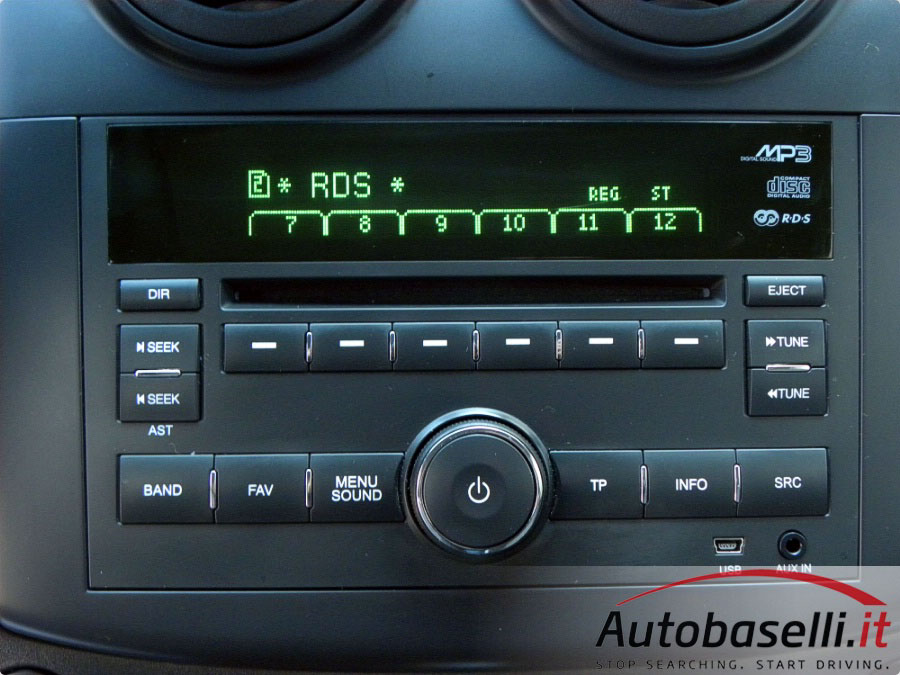 MP3
DIGITAL SOUND
2 * RDS *
REG ST
COMPACT
disc
DIGITAL AUDIO
R·D·S
7 8 9 10 11 12
DIR
EJECT
SEEK
TUNE
SEEK
TUNE
AST
BAND
FAV
MENU
SOUND
TP
INFO
SRC
USB
AUX IN
Autobaselli.it
STOP SEARCHING. START DRIVING.